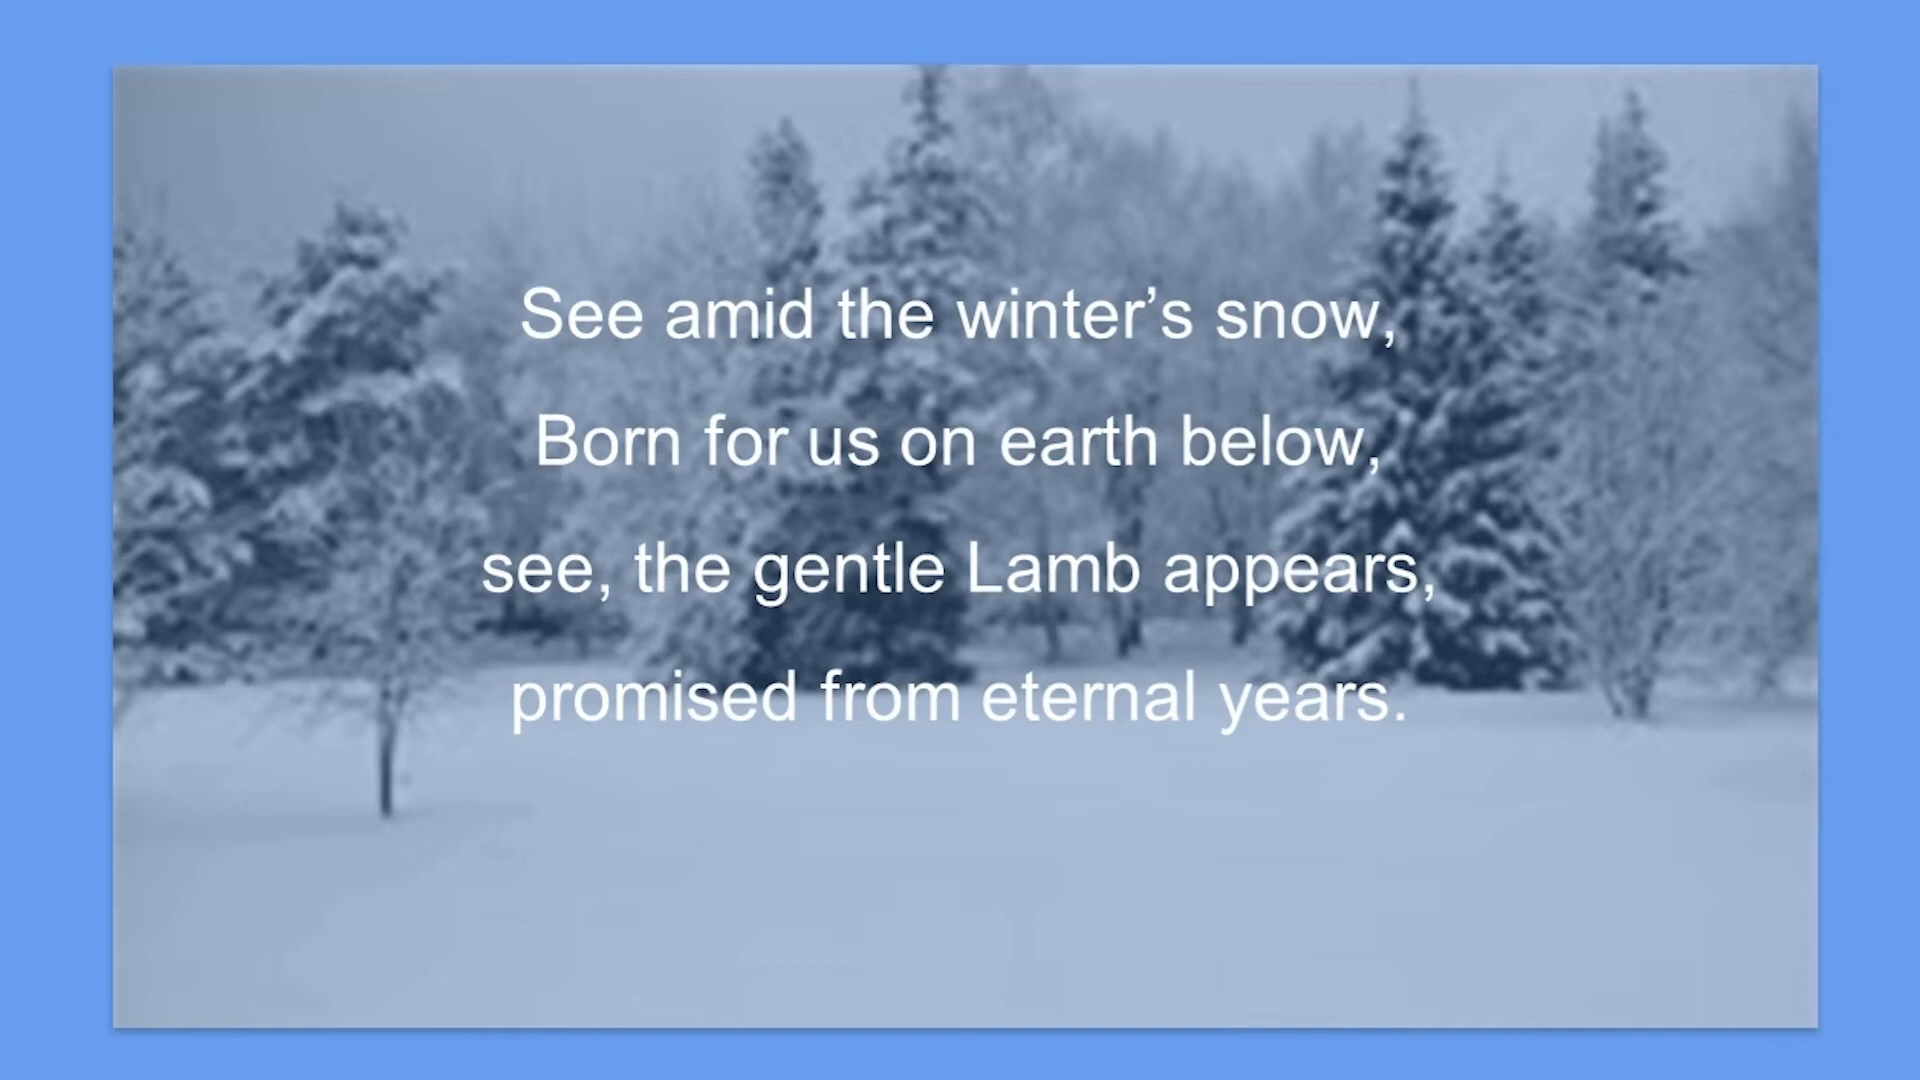 See amid the winter’s snow,
Born for us on earth below,
see, the gentle Lamb appears,
promised from eternal years.